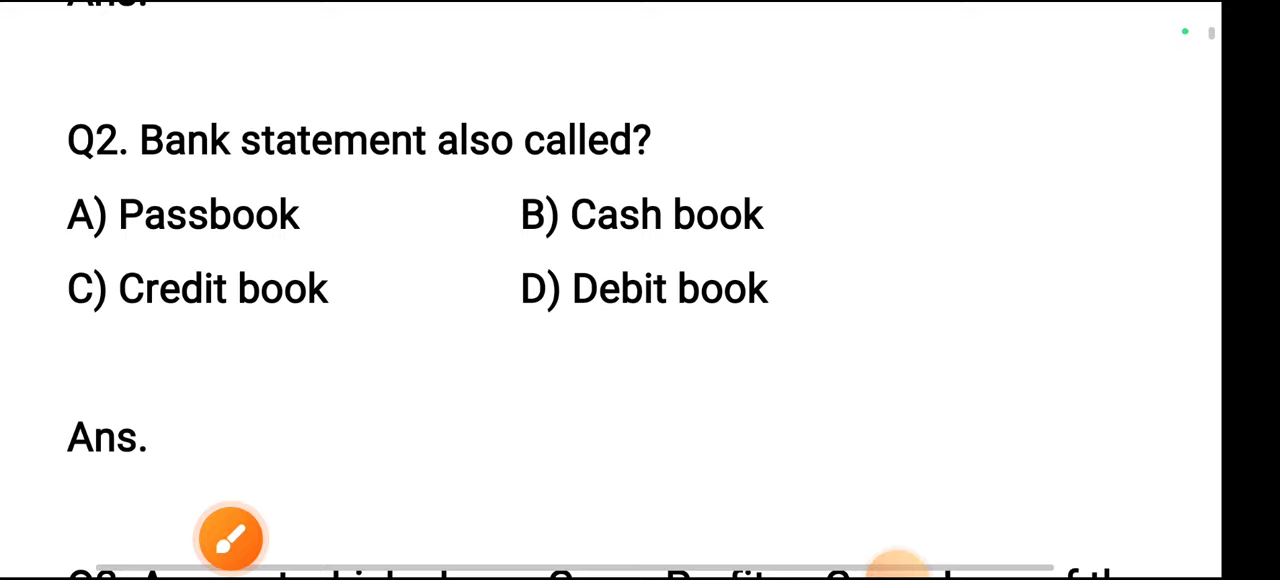 Q2. Bank statement also called?
A) Passbook B) Cash book
C) Credit book D) Debit book
Ans.